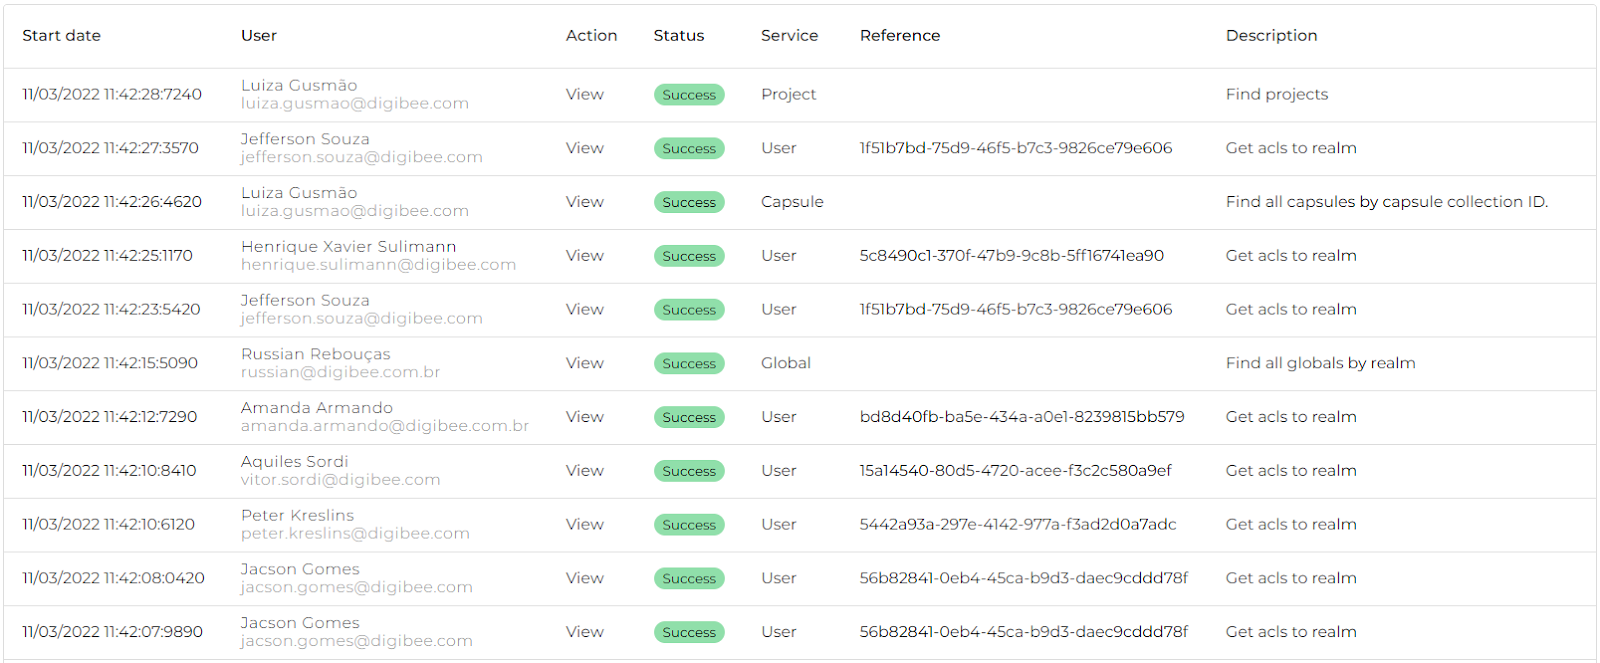 Start date User Action Status Service Reference Description
11/03/2022 11:42:28:7240 Luiza Gusmão View Success Project Find projects
luiza.gusmao@digibee.com
11/03/2022 11:42:27:3570 Jefferson Souza View Success User 1f51b7bd-75d9-46f5-b7c3-9826ce79e606 Get acls to realm
jefferson.souza@digibee.com
11/03/2022 11:42:26:4620 Luiza Gusmão View Success Capsule Find all capsules by capsule collection ID.
luiza.gusmao@digibee.com
11/03/2022 11:42:25:1170 Henrique Xavier Sulimann View Success User 5c8490c1-370f-47b9-9c8b-5ff16741ea90 Get acls to realm
henrique.sulimann@digibee.com
11/03/2022 11:42:23:5420 Jefferson Souza View Success User 1f51b7bd-75d9-46f5-b7c3-9826ce79e606 Get acls to realm
jefferson.souza@digibee.com
11/03/2022 11:42:15:5090 Russian Rebouças View Success Global Find all globals by realm
russian@digibee.com.br
11/03/2022 11:42:12:7290 Amanda Armando View Success User bd8d40fb-ba5e-434a-a0e1-8239815bb579 Get acls to realm
amanda.armando@digibee.com.br
11/03/2022 11:42:10:8410 Aquiles Sordi View Success User 15a14540-80d5-4720-acee-f3c2c580a9ef Get acls to realm
vitor.sordi@digibee.com
11/03/2022 11:42:10:6120 Peter Kreslins View Success User 5442a93a-297e-4142-977a-f3ad2d0a7adc Get acls to realm
peter.kreslins@digibee.com
11/03/2022 11:42:08:0420 Jacson Gomes View Success User 56b82841-0eb4-45ca-b9d3-daec9cddd78f Get acls to realm
jacson.gomes@digibee.com
11/03/2022 11:42:07:9890 Jacson Gomes View Success User 56b82841-0eb4-45ca-b9d3-daec9cddd78f Get acls to realm
jacson.gomes@digibee.com